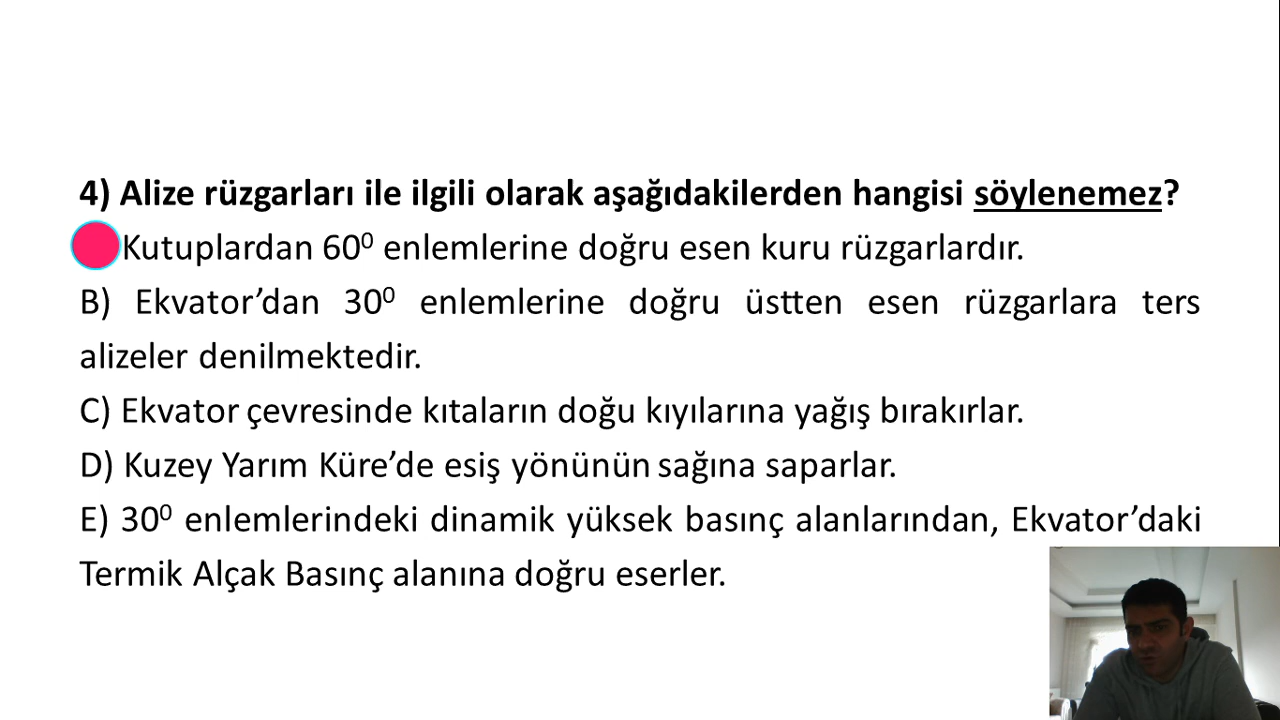 4) Alize rüzgarları ile ilgili olarak aşağıdakilerden hangisi söylenemez?
Kutuplardan 60⁰ enlemlerine doğru esen kuru rüzgarlardır.
B) Ekvator’dan 30⁰ enlemlerine doğru üstten esen rüzgarlara ters
alizeler denilmektedir.
C) Ekvator çevresinde kıtaların doğu kıyılarına yağış bırakırlar.
D) Kuzey Yarım Küre’de esiş yönünün sağına saparlar.
E) 30⁰ enlemlerindeki dinamik yüksek basınç alanlarından, Ekvator’daki
Termik Alçak Basınç alanına doğru eserler.